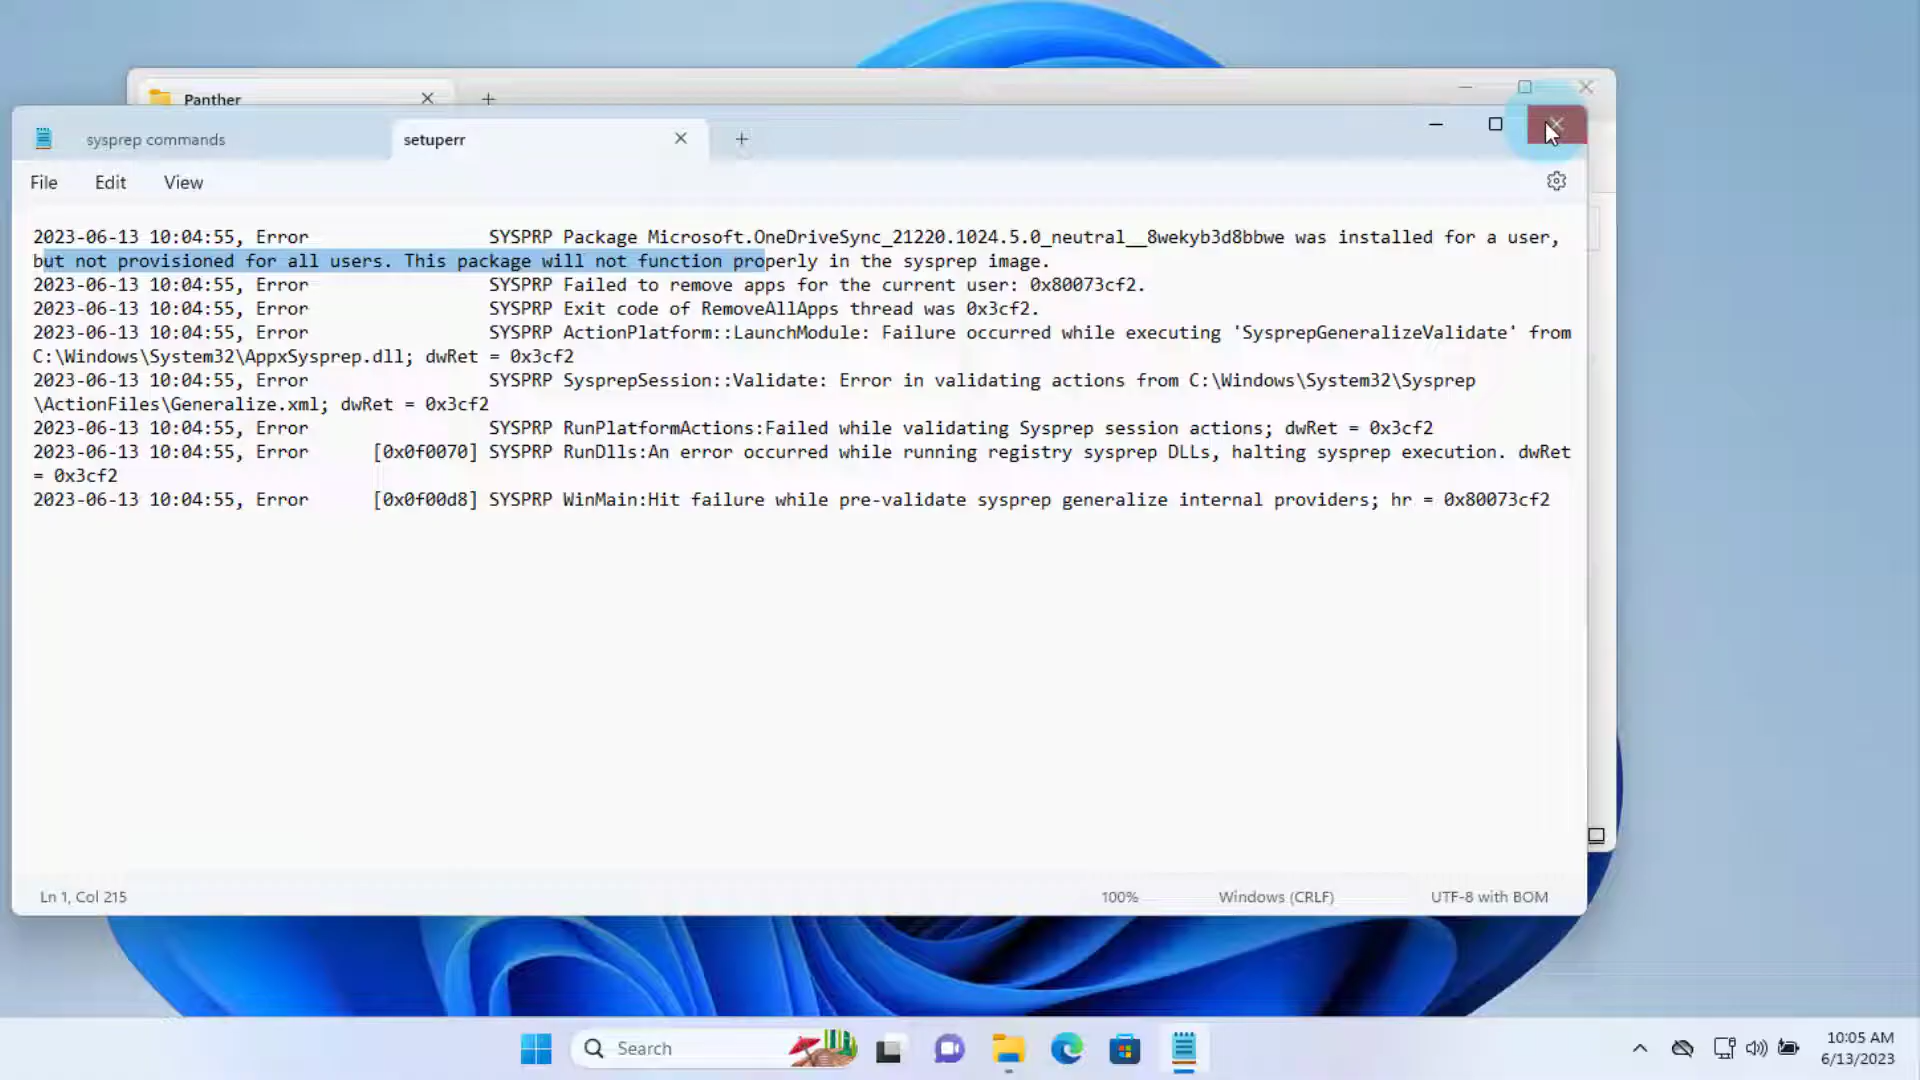 Panther
sysprep commands
setuperr
File Edit View
2023-06-13 10:04:55, Error SYSPRP Package Microsoft.OneDriveSync_21220.1024.5.0_neutral__8wekyb3d8bbwe was installed for a user,
but not provisioned for all users. This package will not function properly in the sysprep image.
2023-06-13 10:04:55, Error SYSPRP Failed to remove apps for the current user: 0x80073cf2.
2023-06-13 10:04:55, Error SYSPRP Exit code of RemoveAllApps thread was 0x3cf2.
2023-06-13 10:04:55, Error SYSPRP ActionPlatform::LaunchModule: Failure occurred while executing 'SysprepGeneralizeValidate' from
C:\Windows\System32\AppxSysprep.dll; dwRet = 0x3cf2
2023-06-13 10:04:55, Error SYSPRP SysprepSession::Validate: Error in validating actions from C:\Windows\System32\Sysprep
\ActionFiles\Generalize.xml; dwRet = 0x3cf2
2023-06-13 10:04:55, Error SYSPRP RunPlatformActions:Failed while validating Sysprep session actions; dwRet = 0x3cf2
2023-06-13 10:04:55, Error [0x0f0070] SYSPRP RunDlls:An error occurred while running registry sysprep DLLs, halting sysprep execution. dwRet
= 0x3cf2
2023-06-13 10:04:55, Error [0x0f00d8] SYSPRP WinMain:Hit failure while pre-validate sysprep generalize internal providers; hr = 0x80073cf2
Ln 1, Col 215
100%
Windows (CRLF)
UTF-8 with BOM
Search
10:05 AM
6/13/2023